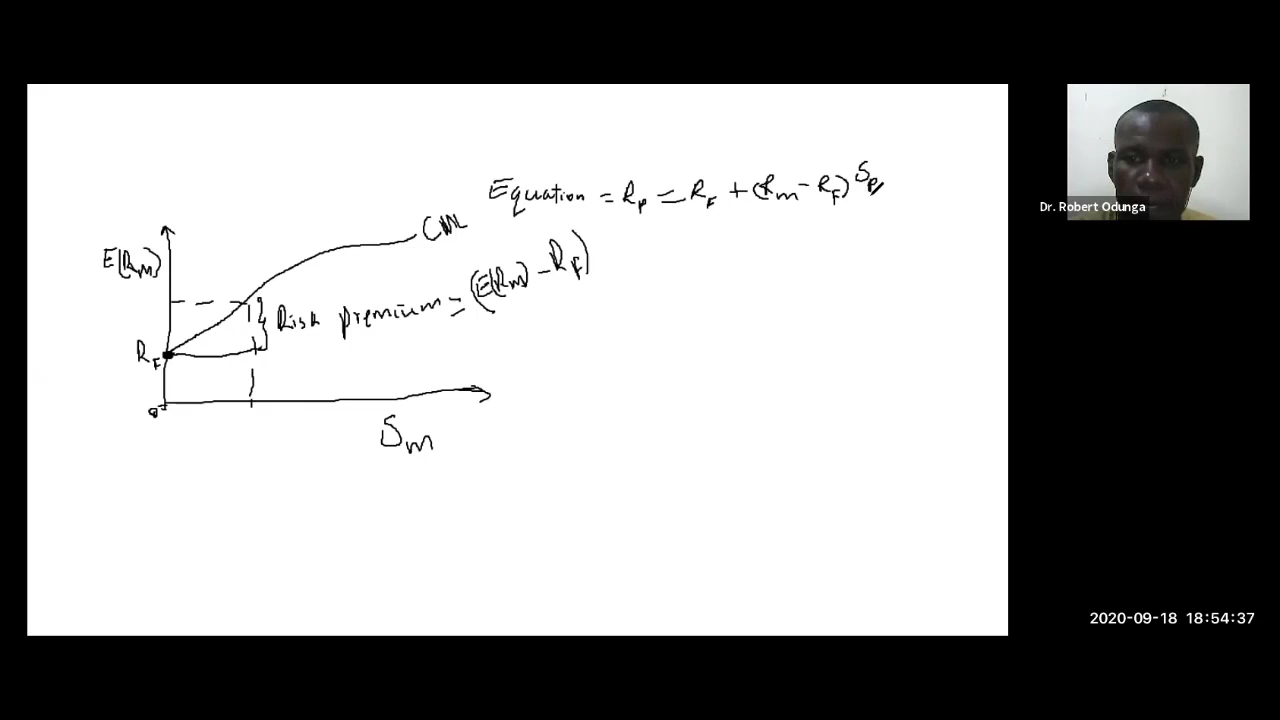 Equation = Rp = RF + (Rm - RF) Sp
CML
E(Rm)
Risk premium = (E(Rm) - RF)
RF
0
Sm
Dr. Robert Odunga
2020-09-18 18:54:37